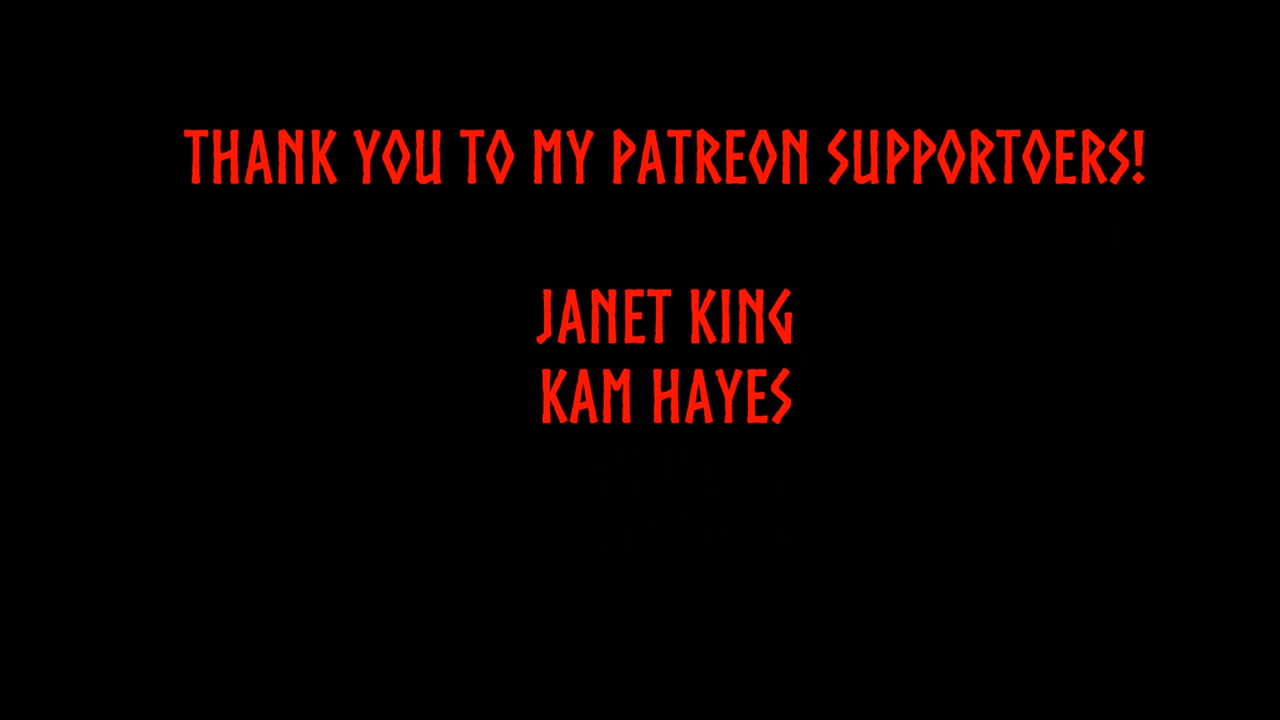 THANK YOU TO MY PATREON SUPPORTOERS!
JANET KING
KAM HAYES